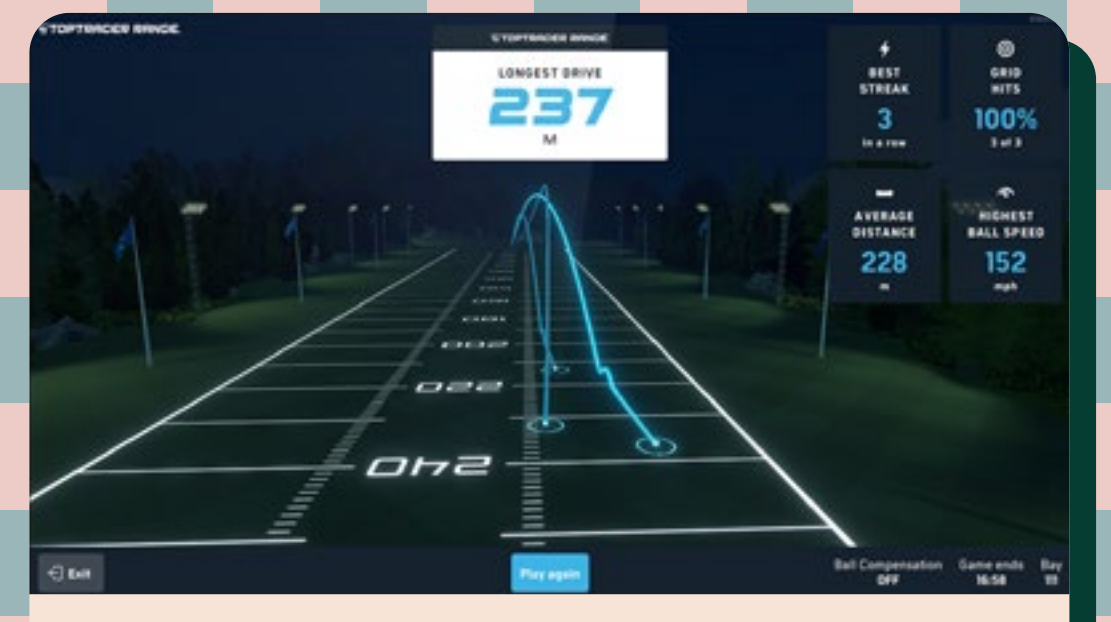 TOPTRACER RANGE
TOPTRACER RANGE
LONGEST DRIVE
237
M
BEST
STREAK
3
in a row
GRID
HITS
100%
3 of 3
AVERAGE
DISTANCE
228
m
HIGHEST
BALL SPEED
152
mph
200
220
240
Exit
Play again
Ball Compensation
OFF
Game ends
16:58
Bay
111